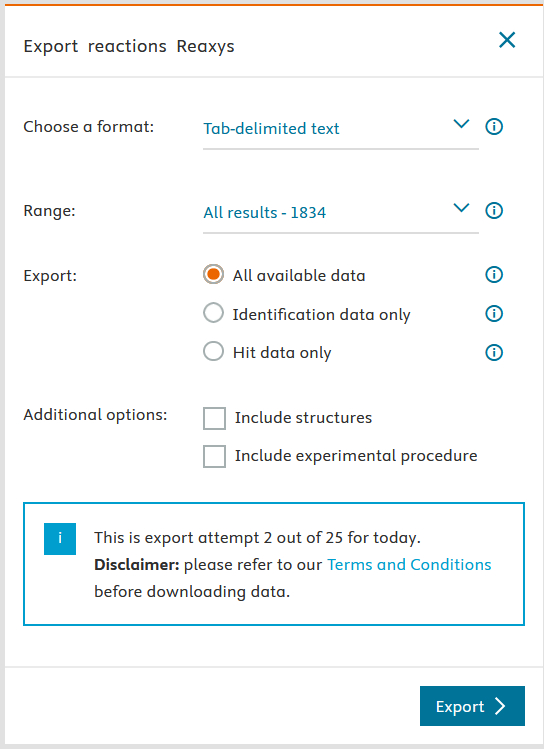 Export reactions Reaxys
Choose a format:
Tab-delimited text
Range:
All results - 1834
Export:
All available data
Identification data only
Hit data only
Additional options:
Include structures
Include experimental procedure
i
This is export attempt 2 out of 25 for today.
Disclaimer: please refer to our Terms and Conditions
before downloading data.
Export